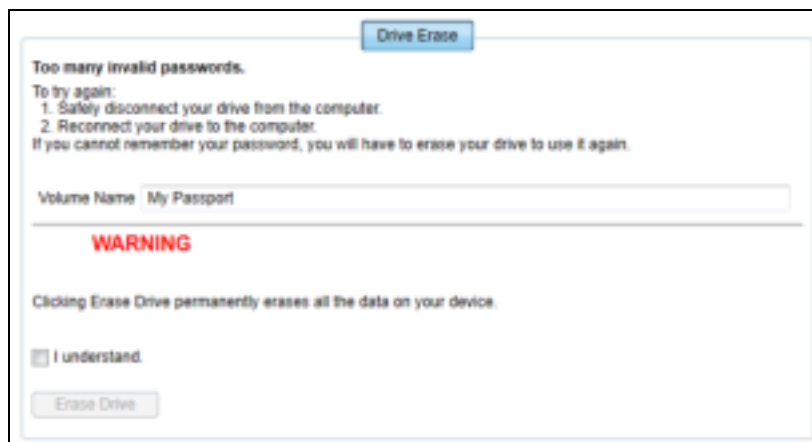 Drive Erase
Too many invalid passwords.
To try again:
1. Safely disconnect your drive from the computer.
2. Reconnect your drive to the computer.
If you cannot remember your password, you will have to erase your drive to use it again.
Volume Name My Passport
WARNING
Clicking Erase Drive permanently erases all the data on your device.
I understand.
Erase Drive